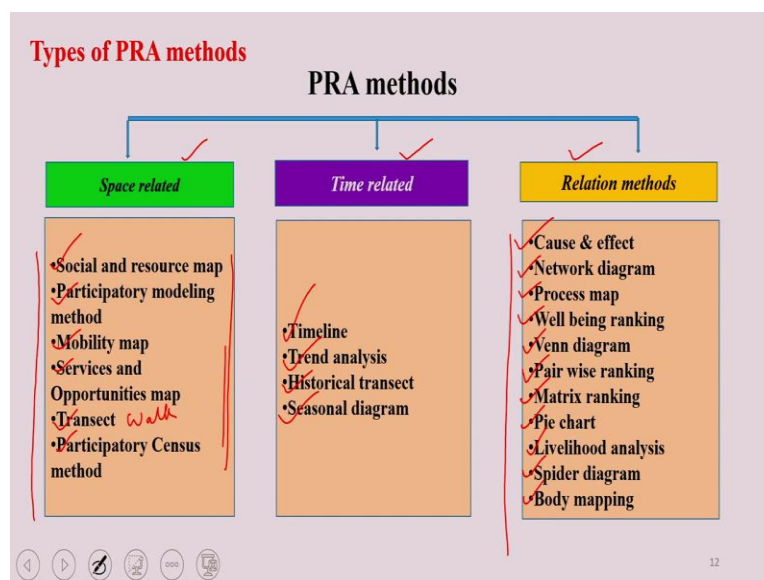 Types of PRA methods
PRA methods
Space related
•Social and resource map
•Participatory modeling
method
•Mobility map
•Services and
Opportunities map
•Transect walk
•Participatory Census
method
Time related
•Timeline
•Trend analysis
•Historical transect
•Seasonal diagram
Relation methods
•Cause & effect
•Network diagram
•Process map
•Well being ranking
•Venn diagram
•Pair wise ranking
•Matrix ranking
•Pie chart
•Livelihood analysis
•Spider diagram
•Body mapping
12